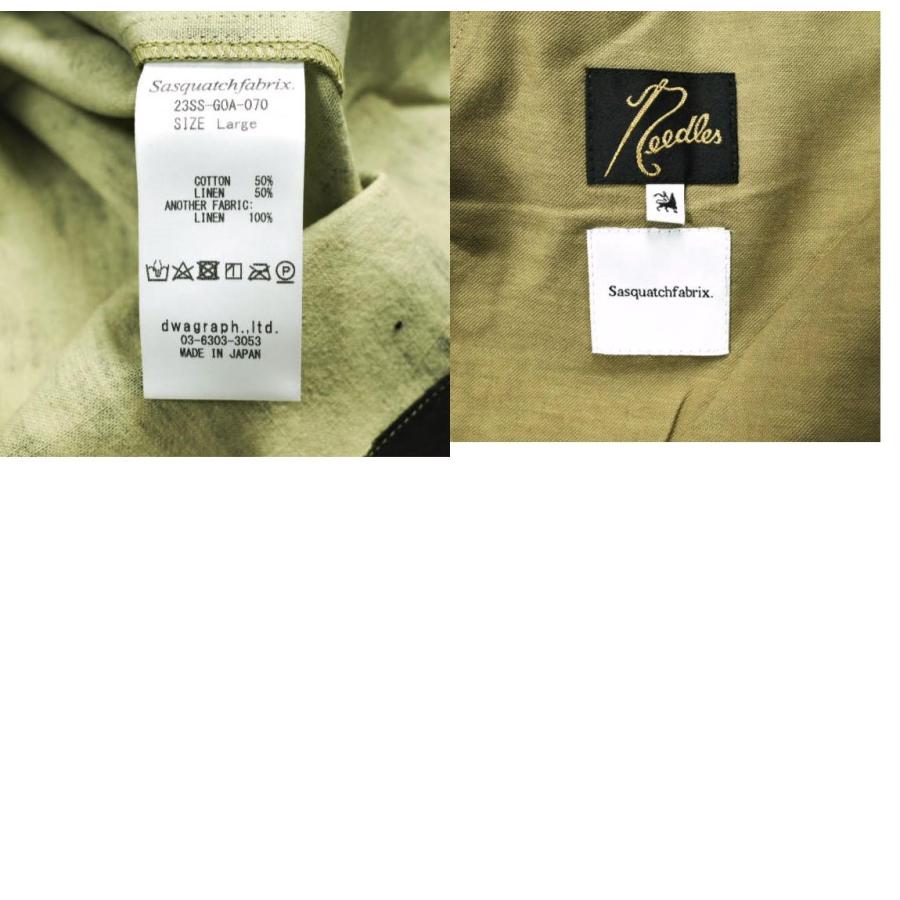 Sasquatchfabrix.
23SS-GOA-070
SIZE Large
COTTON 50%
LINEN 50%
ANOTHER FABRIC:
LINEN 100%
P
dwagraph.,ltd.
03-6303-3053
MADE IN JAPAN
Needles
Sasquatchfabrix.